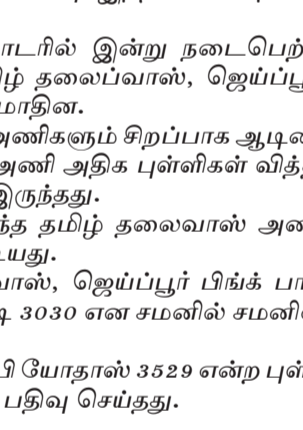 ாடரில் இன்று நடைபெற்
ழ் தலைப்வாஸ், ஜெய்ப்பூ
மாதின.
அணிகளும் சிறப்பாக ஆடின
அணி அதிக புள்ளிகள் வித்
இருந்தது.
ந்த தமிழ் தலைவாஸ் அண
டயது.
வாஸ், ஜெய்ப்பூர் பிங்க் பா
டி 3030 என சமனில் சமனில்
பி யோதாஸ் 3529 என்ற புள்
பதிவு செய்தது.